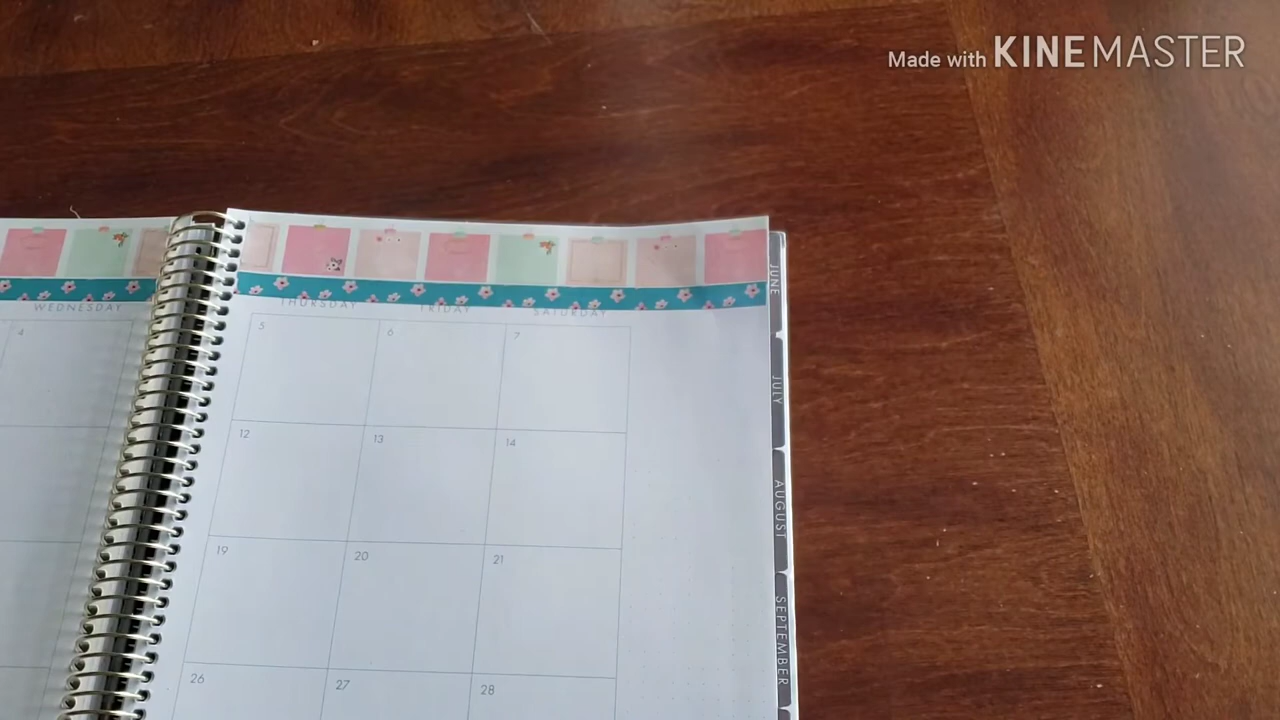 Made with KINEMASTER
WEDNESDAY
THURSDAY FRIDAY SATURDAY
4 5 6 7
12 13 14
19 20 21
26 27 28
JUNE
JULY
AUGUST
SEPTEMBER